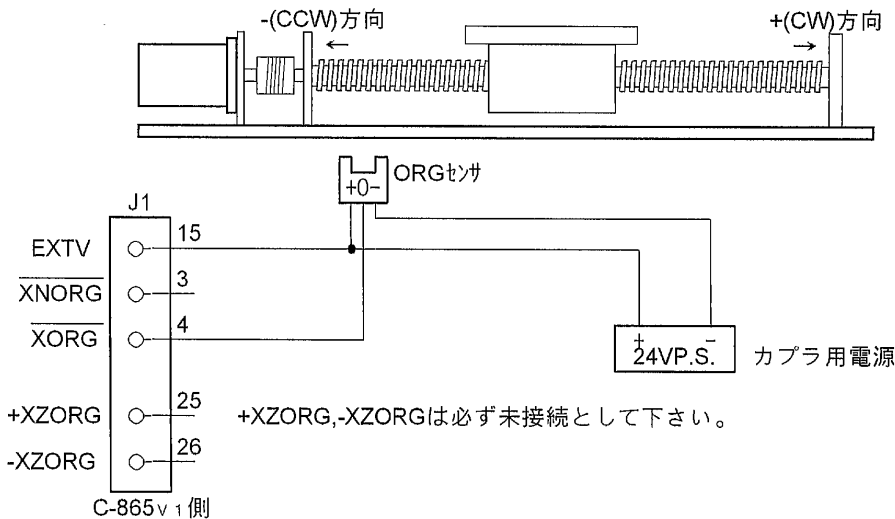 -(CCW)方向
+(CW)方向
←
→
ORGセンサ
+0-
J1
EXTV
15
XNORG
3
XORG
4
+
-
24VP.S.
カプラ用電源
+XZORG
25
+XZORG,-XZORGは必ず未接続として下さい。
-XZORG
26
C-865v1側